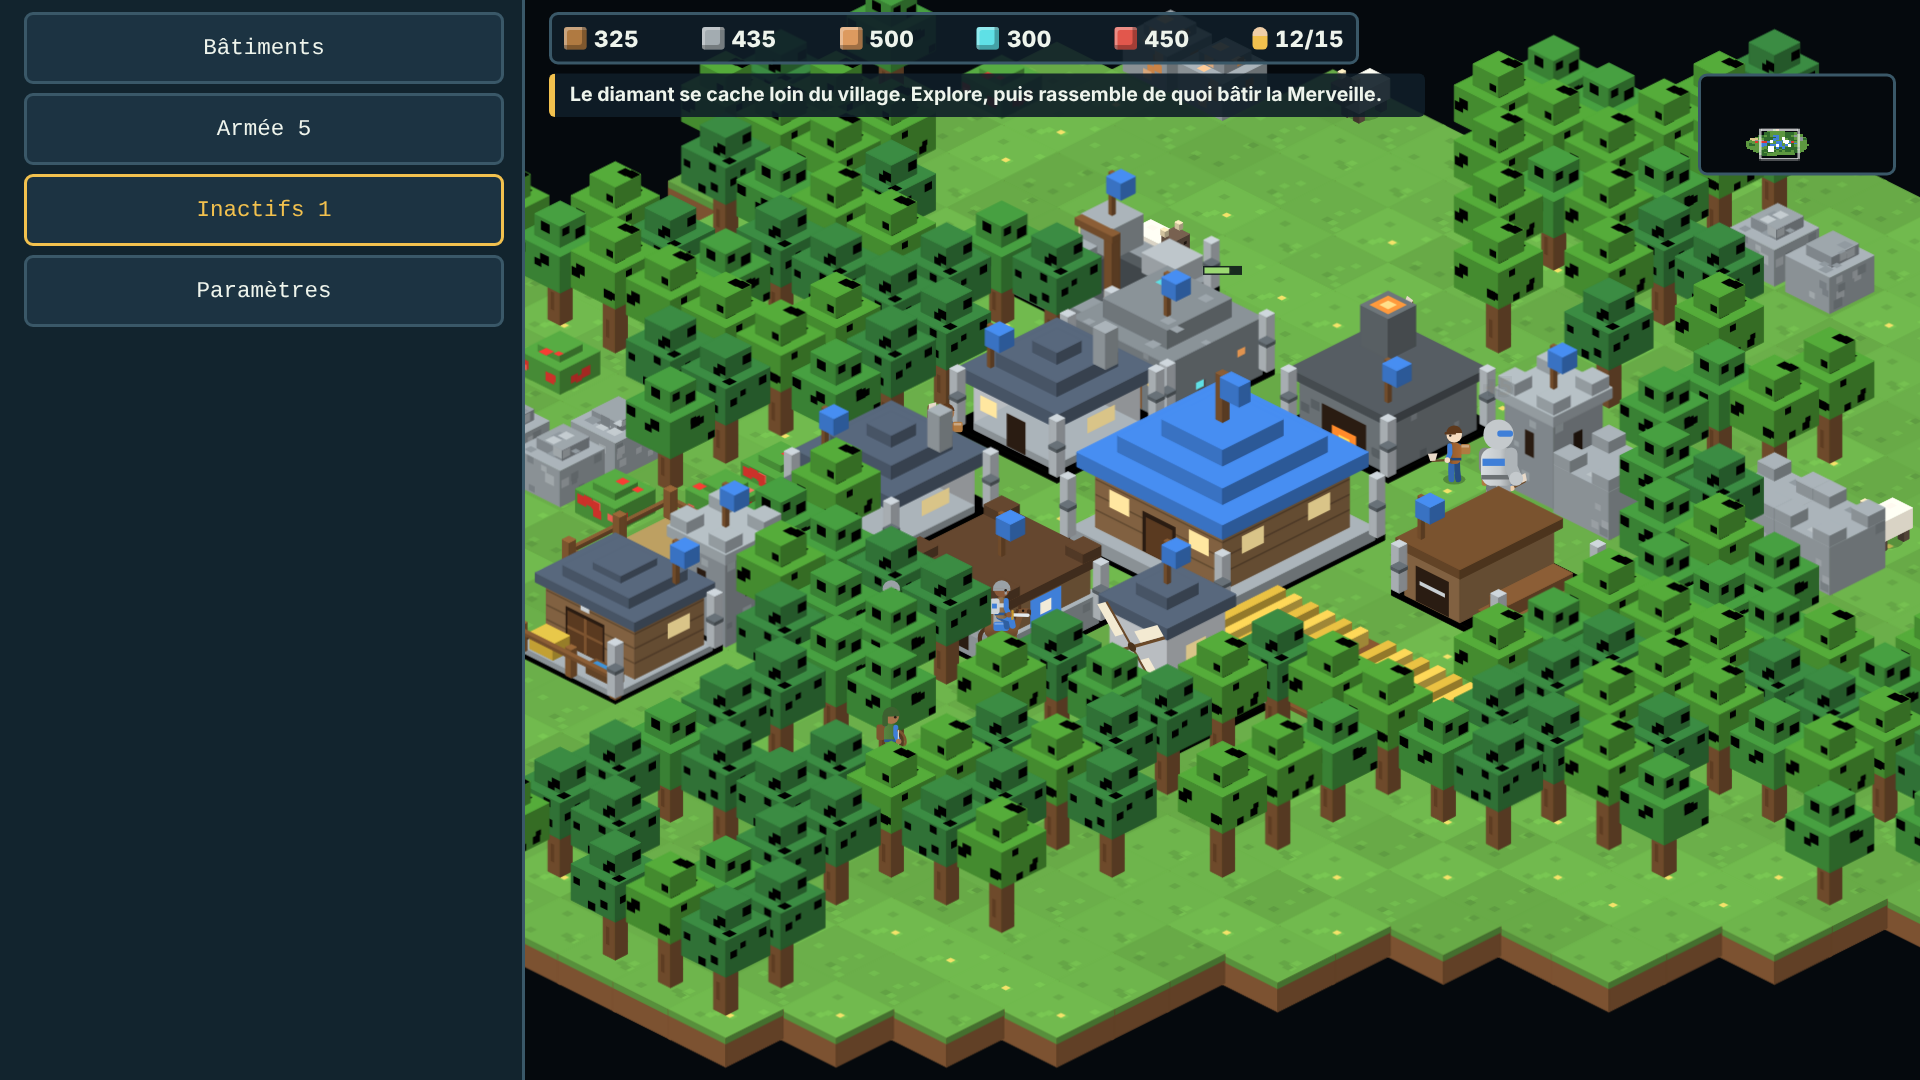 Bâtiments
Armée 5
Inactifs 1
Paramètres
325 435 500 300 450 12/15
Le diamant se cache loin du village. Explore, puis rassemble de quoi bâtir la Merveille.